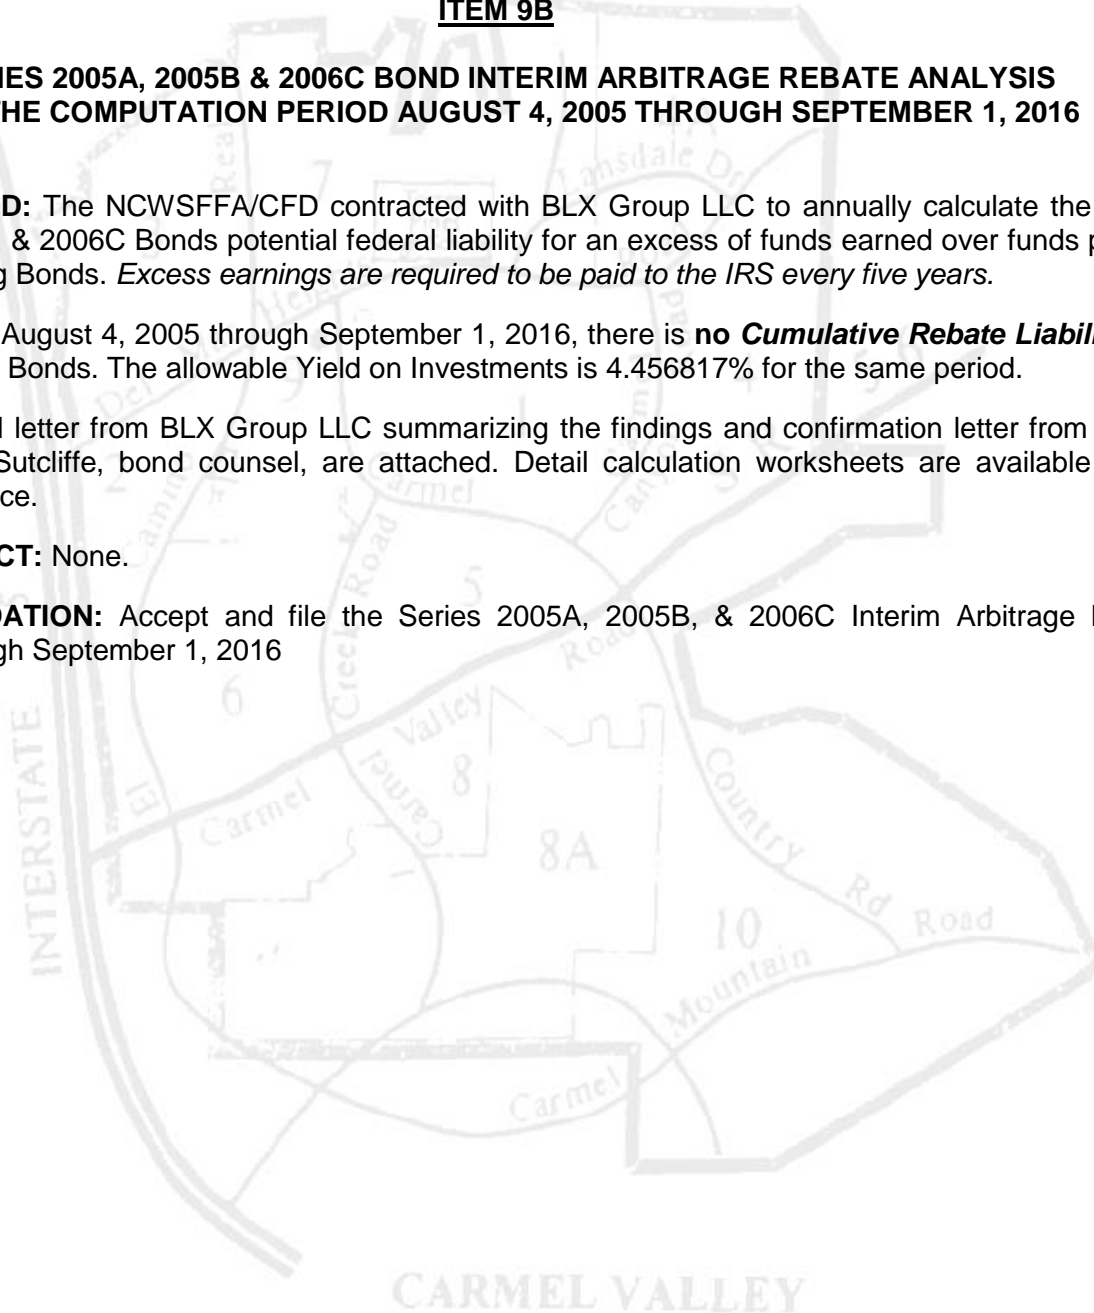 ITEM 9B
IES 2005A, 2005B & 2006C BOND INTERIM ARBITRAGE REBATE ANALYSIS
HE COMPUTATION PERIOD AUGUST 4, 2005 THROUGH SEPTEMBER 1, 2016
D: The NCWSFFA/CFD contracted with BLX Group LLC to annually calculate the
& 2006C Bonds potential federal liability for an excess of funds earned over funds p
g Bonds. Excess earnings are required to be paid to the IRS every five years.
August 4, 2005 through September 1, 2016, there is no Cumulative Rebate Liabili
Bonds. The allowable Yield on Investments is 4.456817% for the same period.
l letter from BLX Group LLC summarizing the findings and confirmation letter from
Sutcliffe, bond counsel, are attached. Detail calculation worksheets are available
ce.
CT: None.
DATION: Accept and file the Series 2005A, 2005B, & 2006C Interim Arbitrage
gh September 1, 2016
7
Lansdale Dr
Del
Carmel
Canyon
5
Creek Road
Road
6
INTERSTATE 5
El
Carmel Valley
8
Carmel
Country
8A
Rd
10
Road
Mountain
Carmel
CARMEL VALLEY